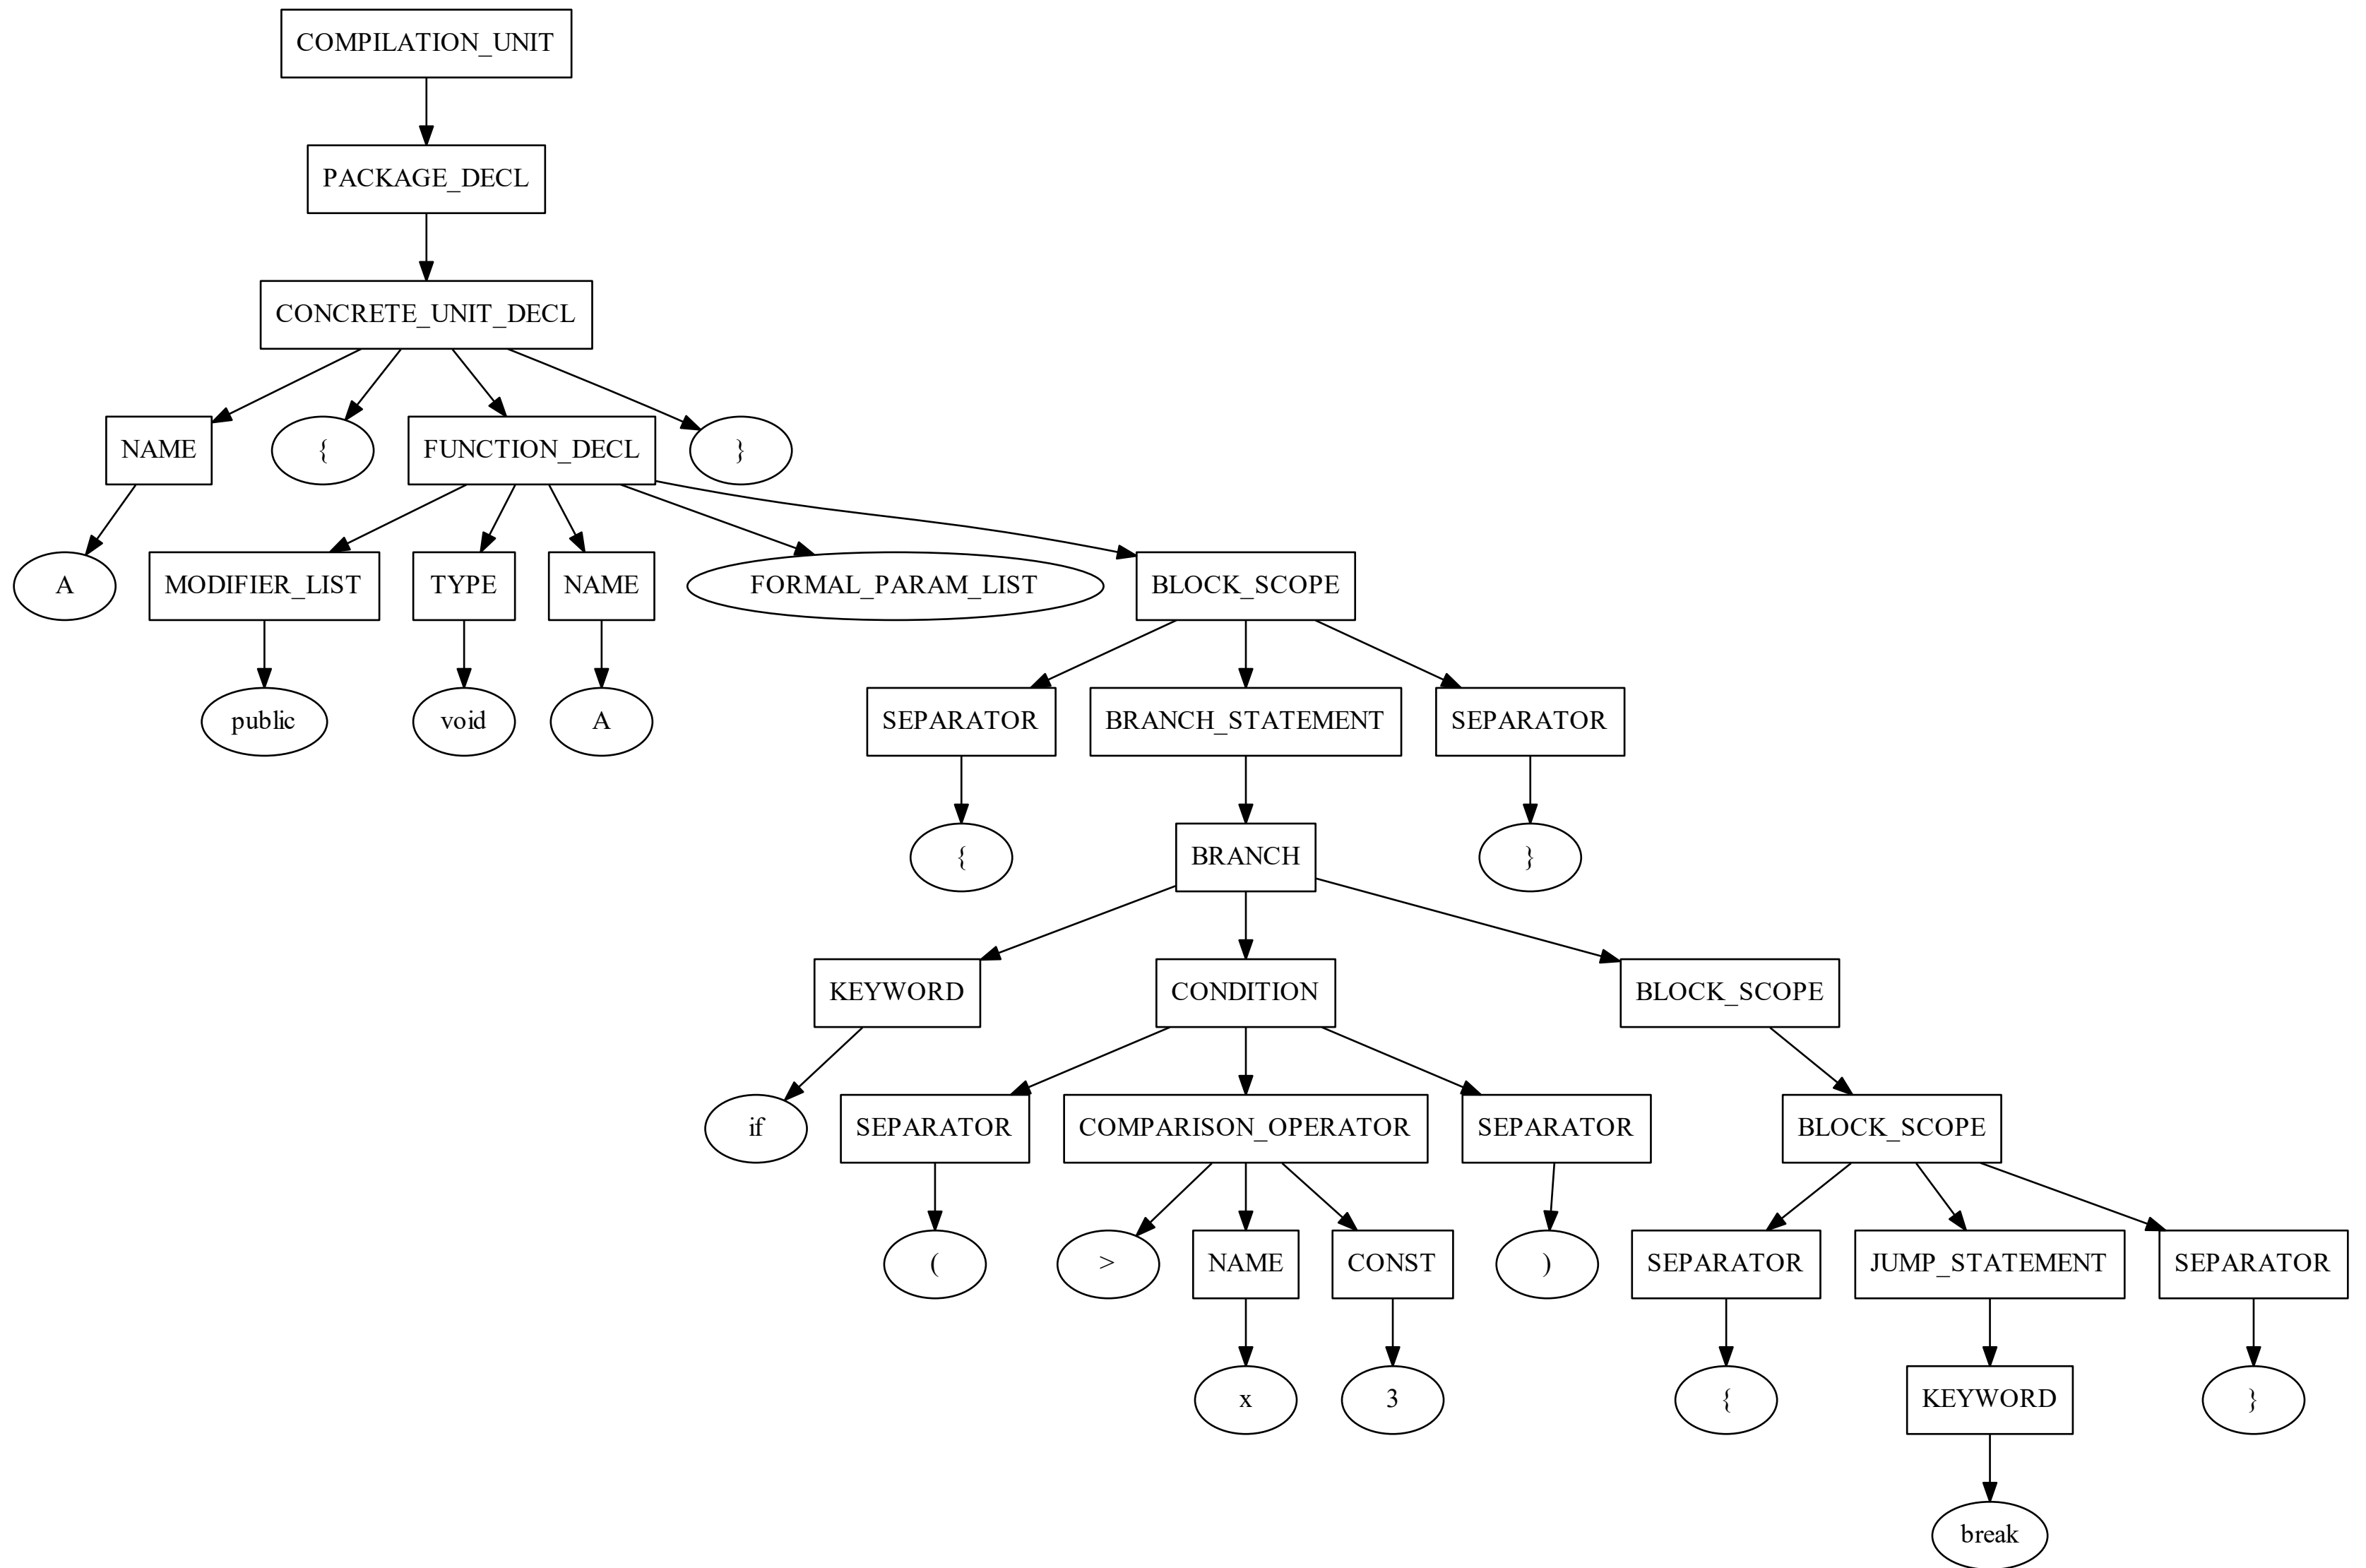 COMPILATION_UNIT
PACKAGE_DECL
CONCRETE_UNIT_DECL
NAME
{
FUNCTION_DECL
}
A
MODIFIER_LIST
TYPE
NAME
FORMAL_PARAM_LIST
BLOCK_SCOPE
public
void
A
SEPARATOR
BRANCH_STATEMENT
SEPARATOR
{
BRANCH
}
KEYWORD
CONDITION
BLOCK_SCOPE
if
SEPARATOR
COMPARISON_OPERATOR
SEPARATOR
BLOCK_SCOPE
(
>
NAME
CONST
)
SEPARATOR
JUMP_STATEMENT
SEPARATOR
x
3
{
KEYWORD
}
break